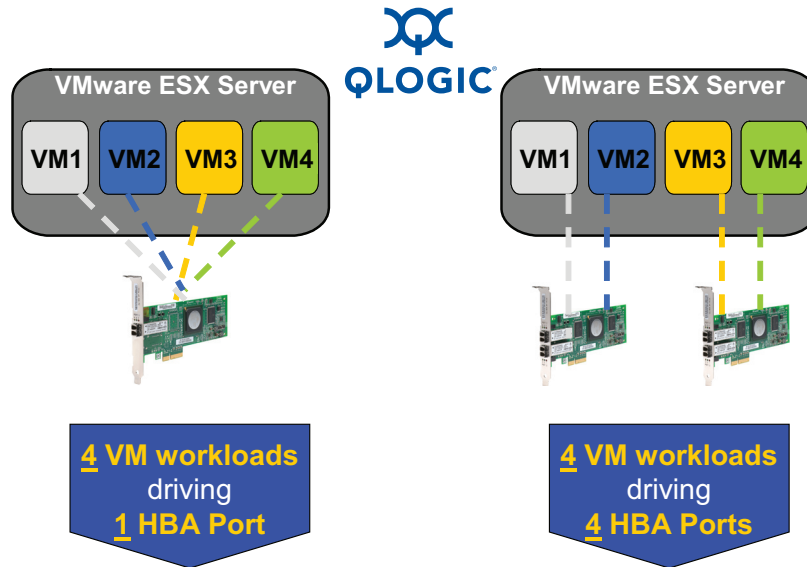 QLOGIC®
VMware ESX Server
VM1 VM2 VM3 VM4
4 VM workloads
driving
1 HBA Port
VMware ESX Server
VM1 VM2 VM3 VM4
4 VM workloads
driving
4 HBA Ports